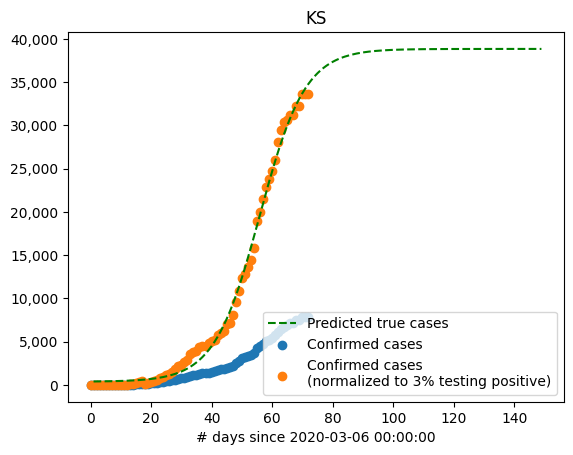 KS
40,000
35,000
30,000
25,000
20,000
15,000
10,000
5,000
0
Predicted true cases
Confirmed cases
Confirmed cases
(normalized to 3% testing positive)
0 20 40 60 80 100 120 140
# days since 2020-03-06 00:00:00